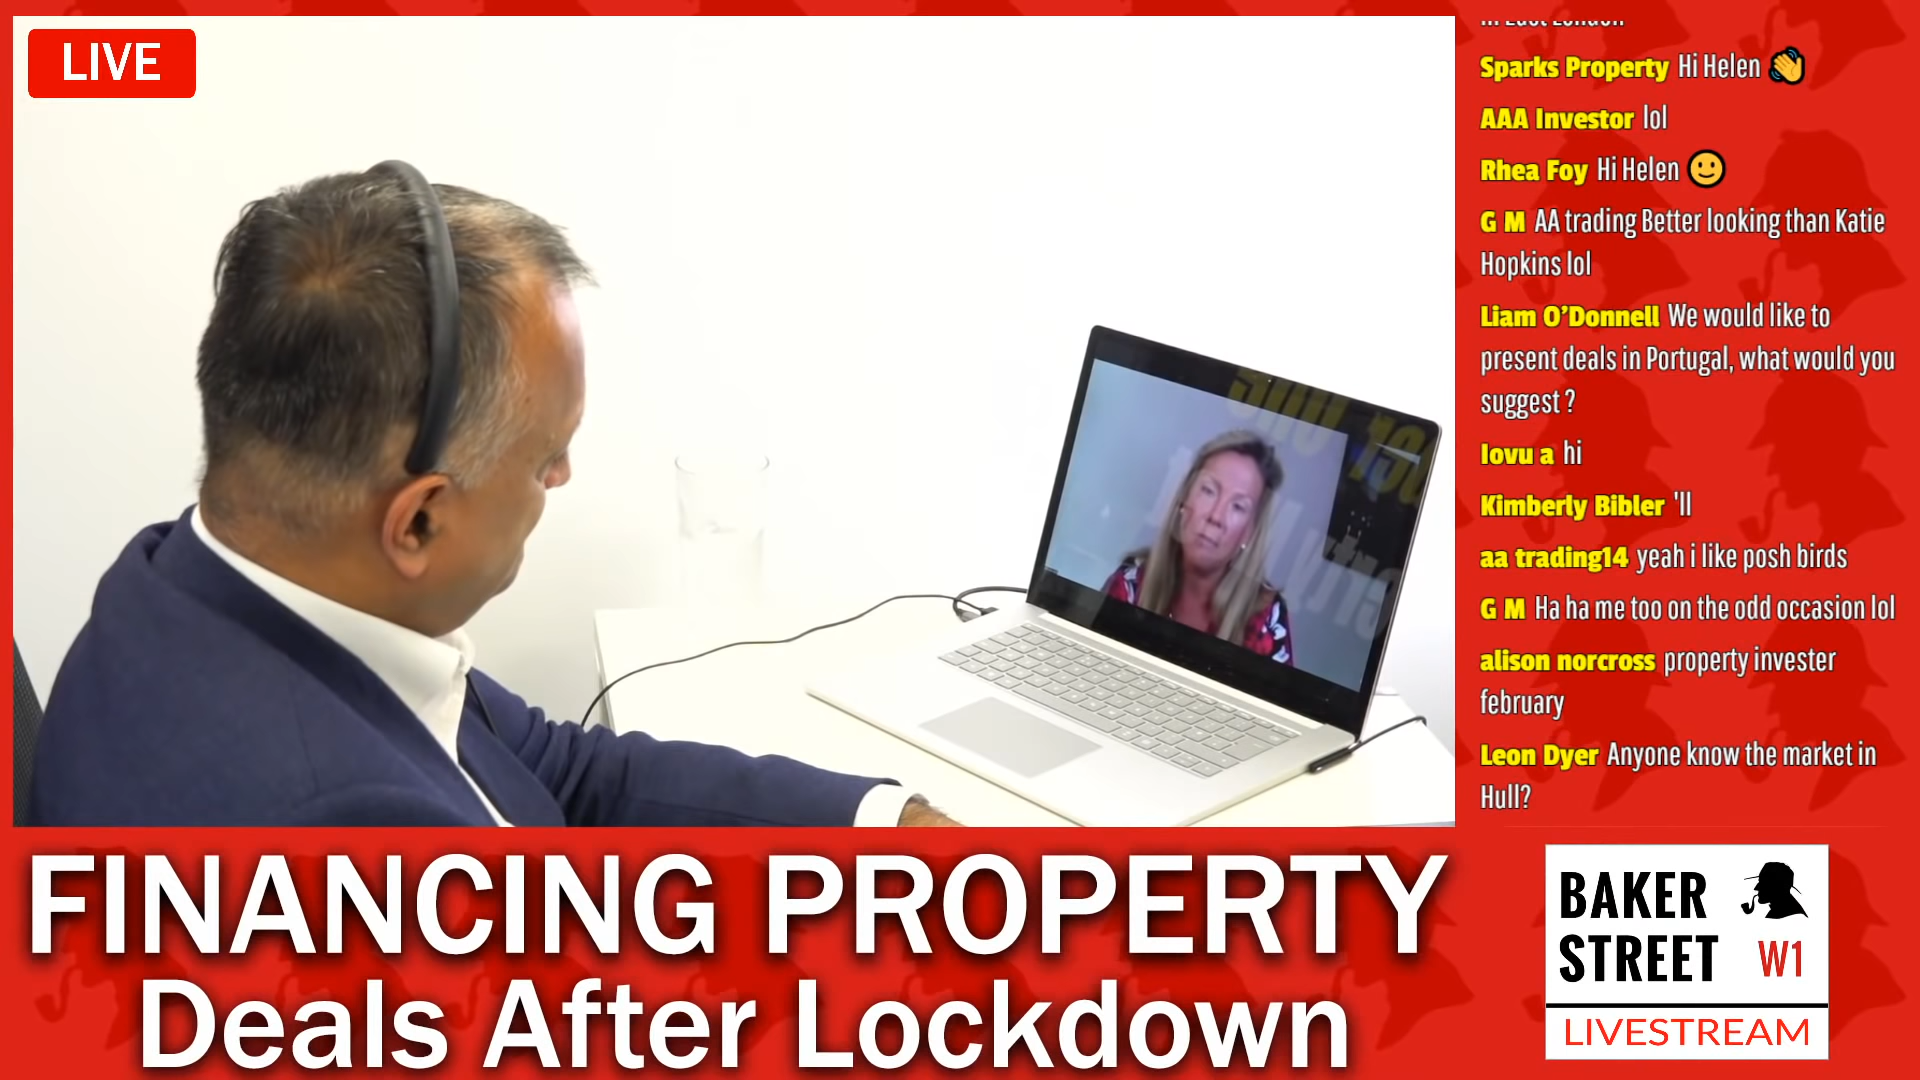 LIVE
Sparks Property Hi Helen 👋
AAA Investor lol
Rhea Foy Hi Helen 🙂
G M AA trading Better looking than Katie
Hopkins lol
Liam O'Donnell We would like to
present deals in Portugal, what would you
suggest ?
Iovu a hi
Kimberly Bibler 'll
aa trading14 yeah i like posh birds
G M Ha ha me too on the odd occasion lol
alison norcross property invester
february
Leon Dyer Anyone know the market in
Hull?
FINANCING PROPERTY
Deals After Lockdown
BAKER
STREET W1
LIVESTREAM